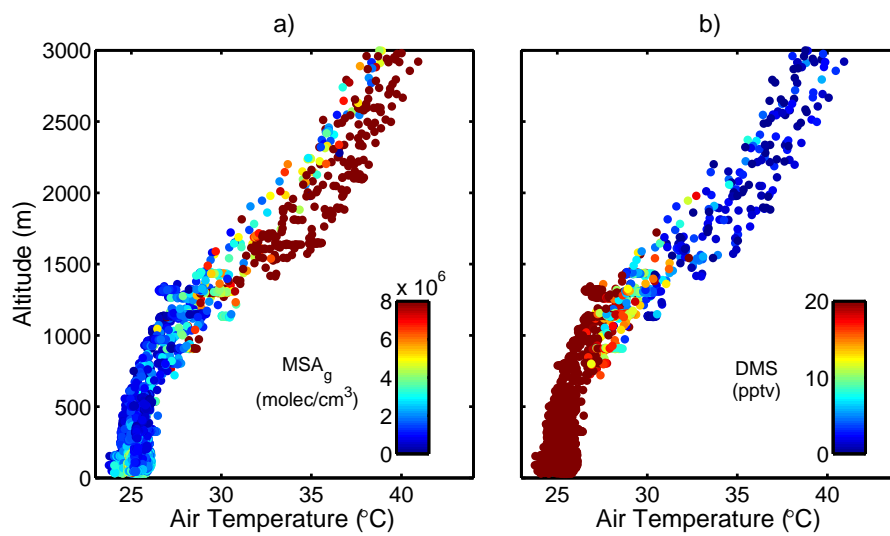 a)
b)
3000
2500
2000
1500
1000
500
0
Altitude (m)
25 30 35 40
Air Temperature (°C)
x 10^6
8
6
4
2
0
MSA_g
(molec/cm^3)
25 30 35 40
Air Temperature (°C)
20
10
0
DMS
(pptv)